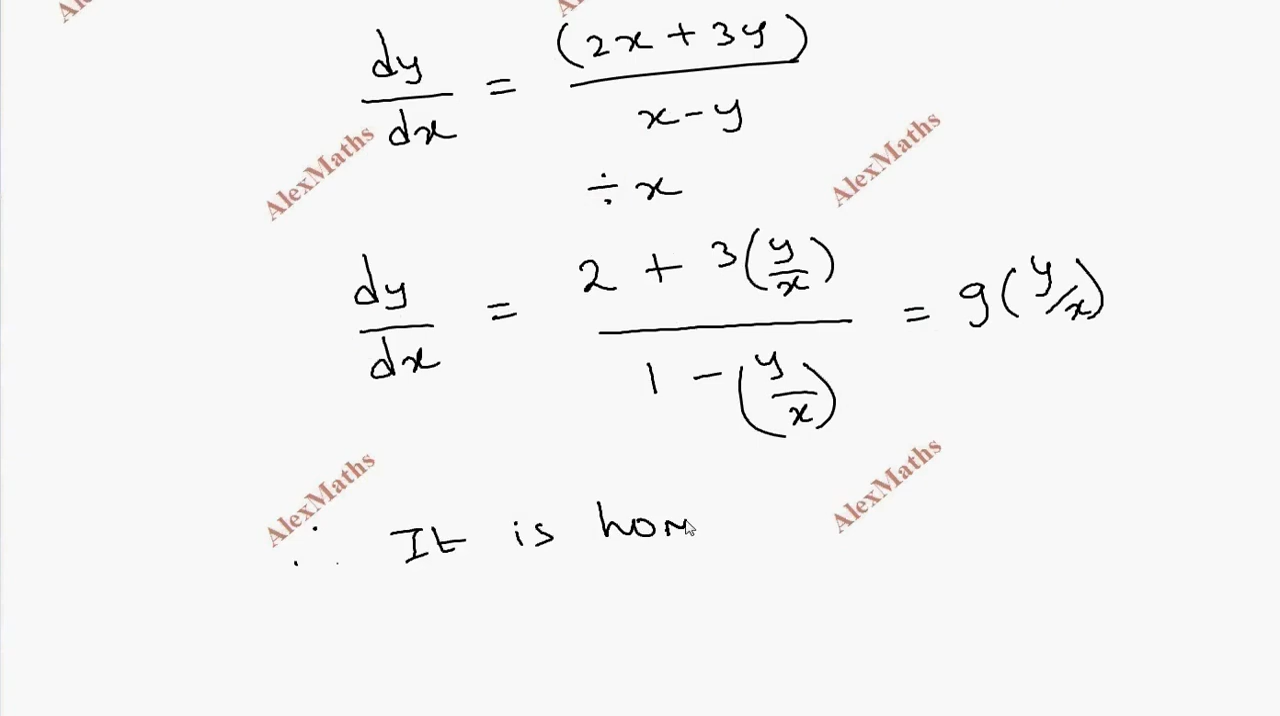 dy/dx = (2x + 3y) / x - y
÷ x
dy/dx = 2 + 3(y/x) / 1 - (y/x) = g(y/x)
∴ It is hom
AlexMaths
AlexMaths
AlexMaths
AlexMaths